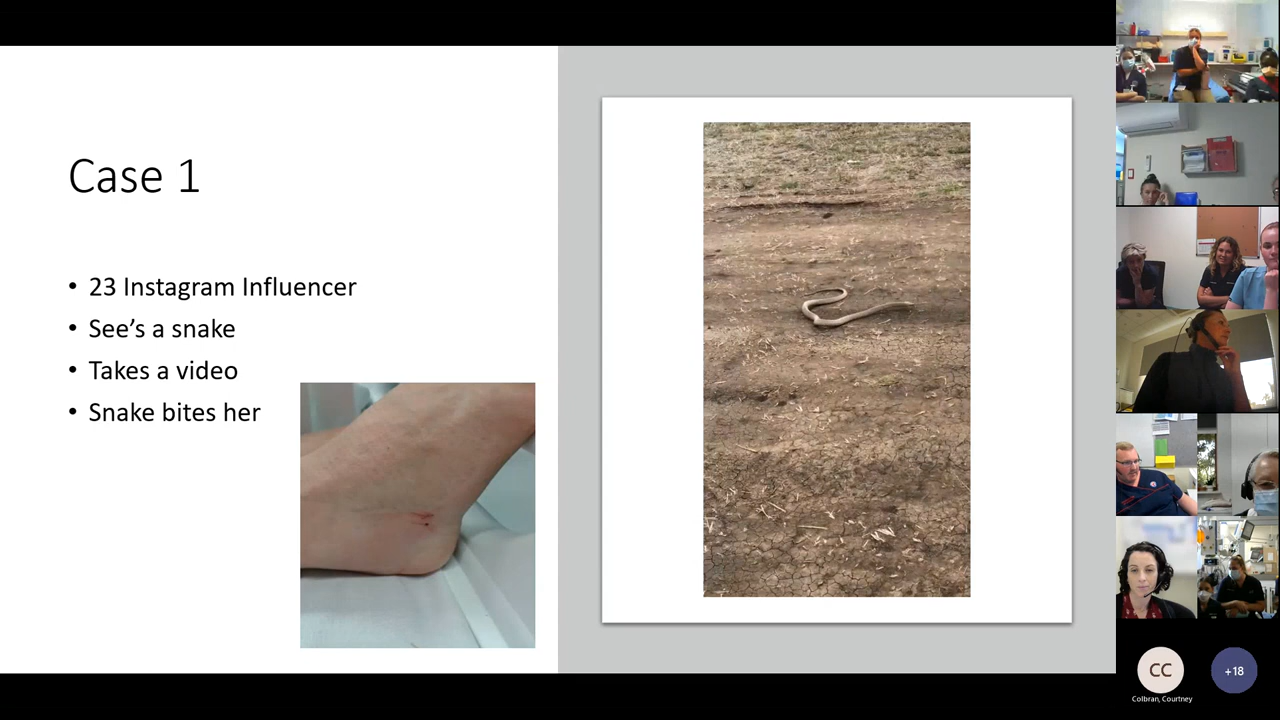 Case 1
• 23 Instagram Influencer
• See’s a snake
• Takes a video
• Snake bites her
CC
+18
Colbran, Courtney